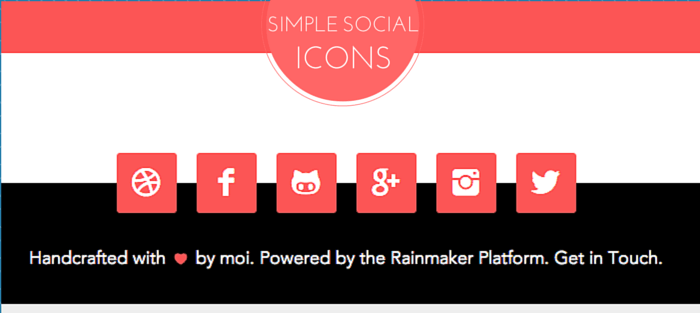 SIMPLE SOCIAL
ICONS
Handcrafted with ❤ by moi. Powered by the Rainmaker Platform. Get in Touch.